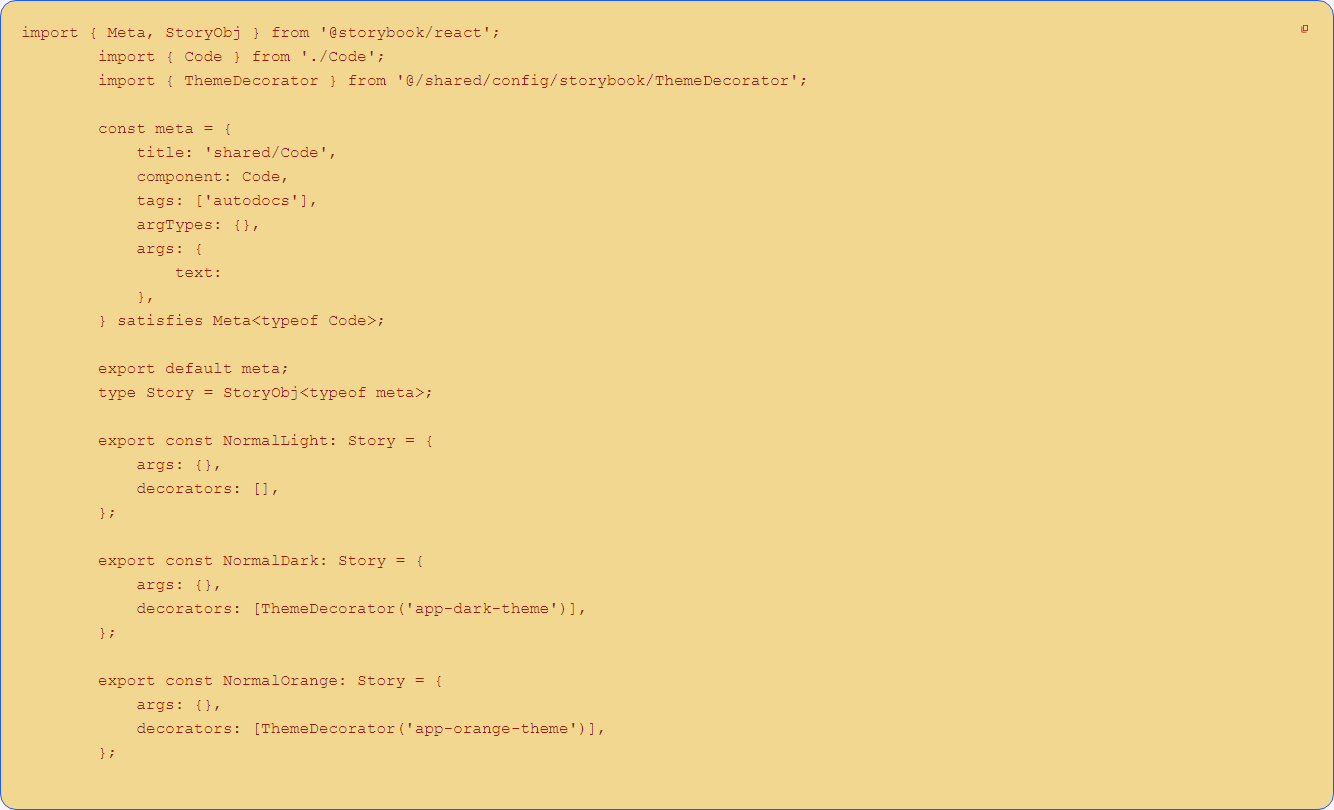 import { Meta, StoryObj } from '@storybook/react';
        import { Code } from './Code';
        import { ThemeDecorator } from '@/shared/config/storybook/ThemeDecorator';

        const meta = {
            title: 'shared/Code',
            component: Code,
            tags: ['autodocs'],
            argTypes: {},
            args: {
                text:
            },
        } satisfies Meta<typeof Code>;

        export default meta;
        type Story = StoryObj<typeof meta>;

        export const NormalLight: Story = {
            args: {},
            decorators: [],
        };

        export const NormalDark: Story = {
            args: {},
            decorators: [ThemeDecorator('app-dark-theme')],
        };

        export const NormalOrange: Story = {
            args: {},
            decorators: [ThemeDecorator('app-orange-theme')],
        };